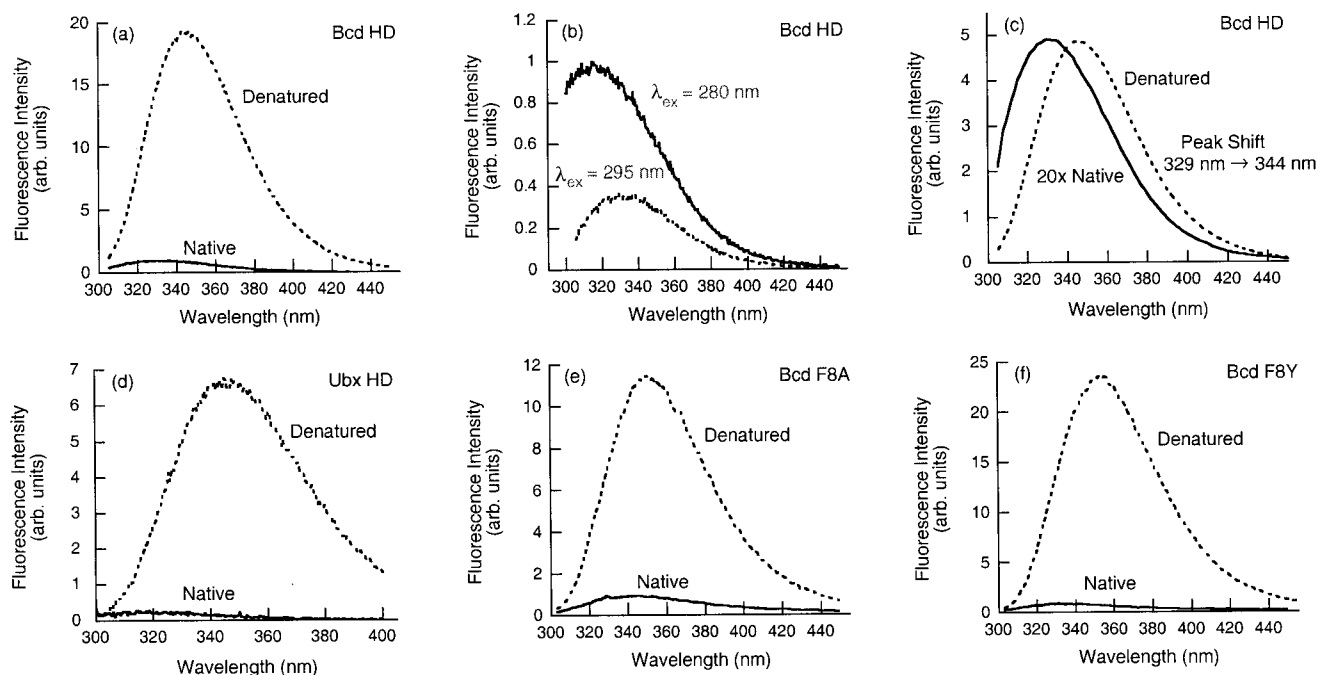 (a)
Bcd HD
Fluorescence Intensity
(arb. units)
20
15
10
5
0
Denatured
Native
300 320 340 360 380 400 420 440
Wavelength (nm)
(b)
Bcd HD
Fluorescence Intensity
(arb. units)
1.2
1
0.8
0.6
0.4
0.2
0
λex = 280 nm
λex = 295 nm
300 320 340 360 380 400 420 440
Wavelength (nm)
(c)
Bcd HD
Fluorescence Intensity
(arb. units)
5
4
3
2
1
0
Denatured
Peak Shift
329 nm → 344 nm
20x Native
300 320 340 360 380 400 420 440
Wavelength (nm)
(d)
Ubx HD
Fluorescence Intensity
(arb. units)
7
6
5
4
3
2
1
0
Denatured
Native
300 320 340 360 380 400
Wavelength (nm)
(e)
Bcd F8A
Fluorescence Intensity
(arb. units)
12
10
8
6
4
2
0
Denatured
Native
300 320 340 360 380 400 420 440
Wavelength (nm)
(f)
Bcd F8Y
Fluorescence Intensity
(arb. units)
25
20
15
10
5
0
Denatured
Native
300 320 340 360 380 400 420 440
Wavelength (nm)